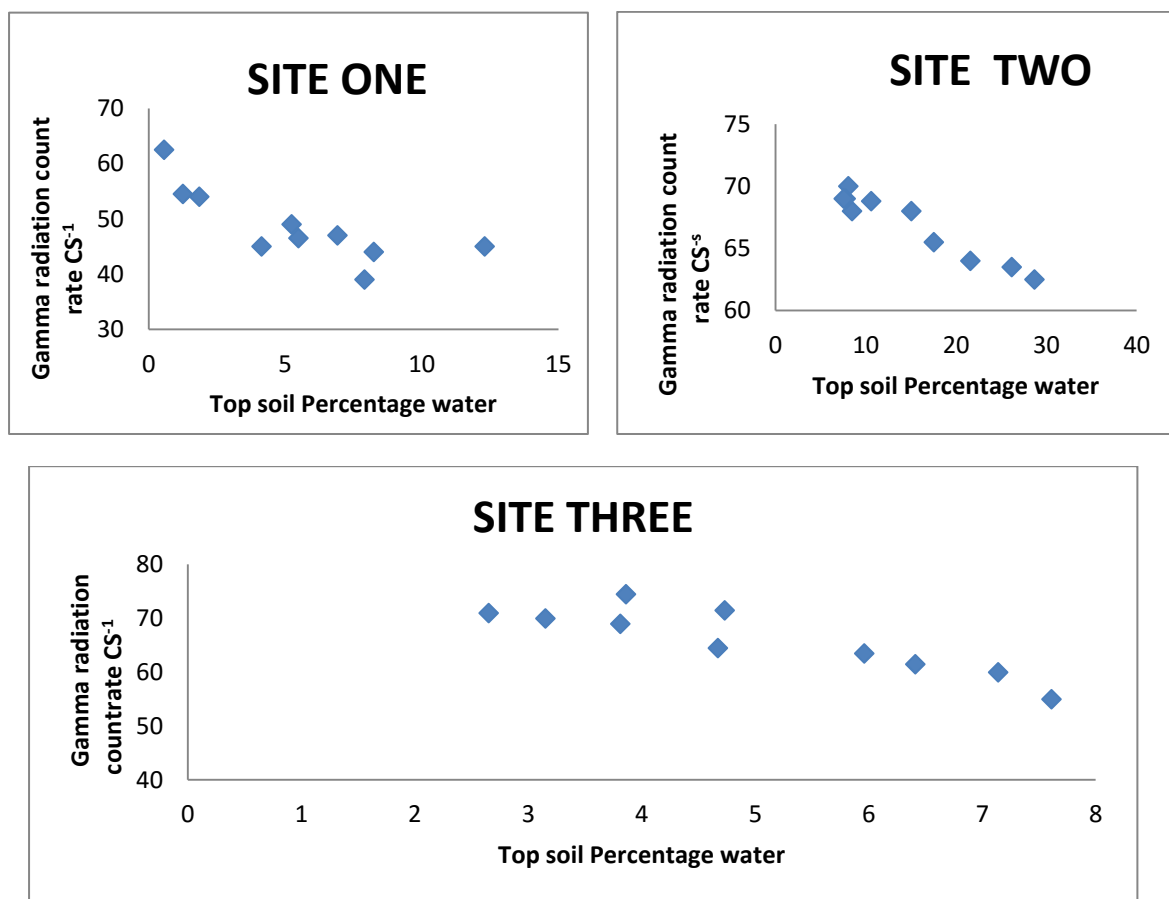 SITE ONE
Gamma radiation count
rate CS⁻¹
70
60
50
40
30
0 5 10 15
Top soil Percentage water
SITE TWO
Gamma radiation count
rate CS⁻ˢ
75
70
65
60
0 10 20 30 40
Top soil Percentage water
SITE THREE
Gamma radiation
countrate CS⁻¹
80
70
60
50
40
0 1 2 3 4 5 6 7 8
Top soil Percentage water